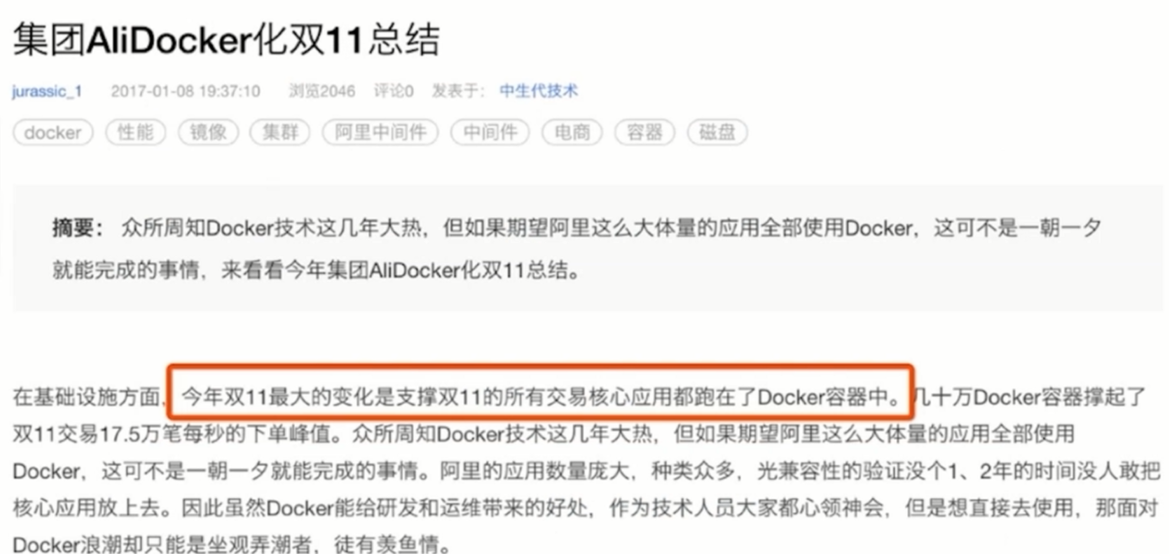 集团AliDocker化双11总结
jurassic_1 2017-01-08 19:37:10 浏览2046 评论0 发表于： 中生代技术
docker 性能 镜像 集群 阿里中间件 中间件 电商 容器 磁盘
摘要： 众所周知Docker技术这几年大热，但如果期望阿里这么大体量的应用全部使用Docker，这可不是一朝一夕
就能完成的事情，来看看今年集团AliDocker化双11总结。
在基础设施方面，今年双11最大的变化是支撑双11的所有交易核心应用都跑在了Docker容器中。几十万Docker容器撑起了
双11交易17.5万笔每秒的下单峰值。众所周知Docker技术这几年大热，但如果期望阿里这么大体量的应用全部使用
Docker，这可不是一朝一夕就能完成的事情。阿里的应用数量庞大，种类众多，光兼容性的验证没个1、2年的时间没人敢把
核心应用放上去。因此虽然Docker能给研发和运维带来的好处，作为技术人员大家都心领神会，但是想直接去使用，那面对
Docker浪潮却只能是坐观弄潮者，徒有羡鱼情。